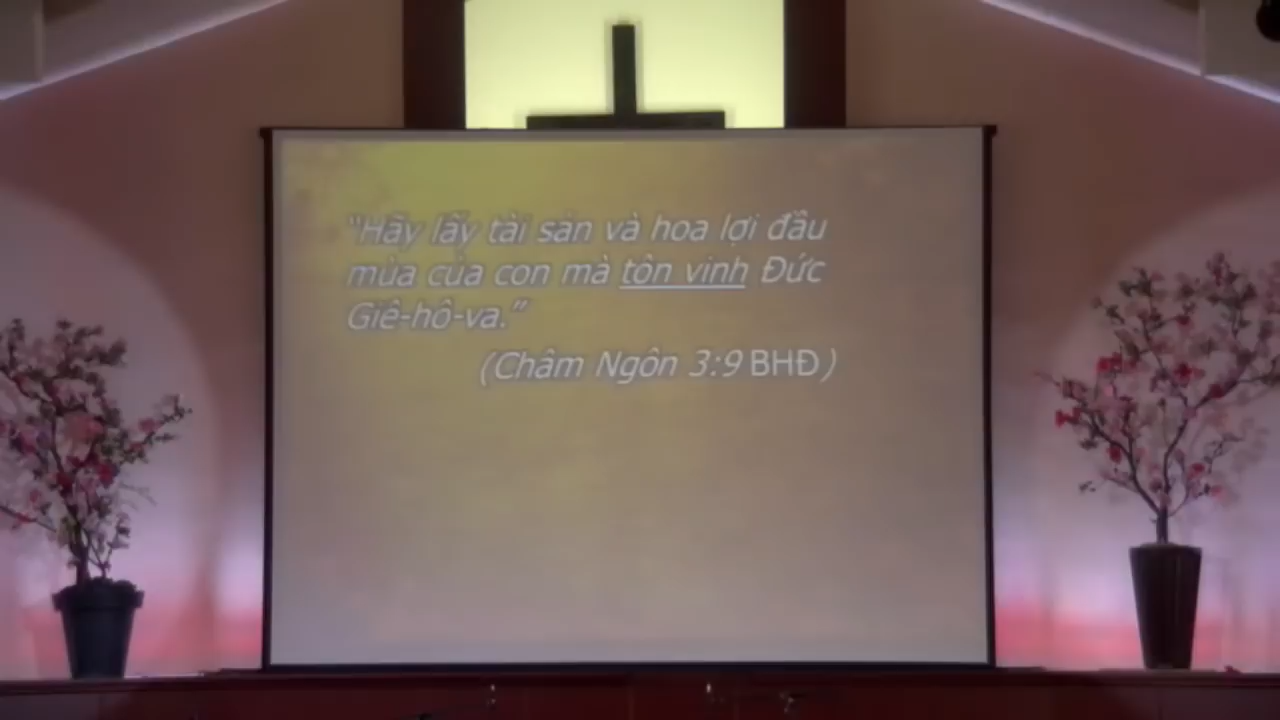 “Hãy lấy tài sản và hoa lợi đầu
mùa của con mà tôn vinh Đức
Giê-hô-va.”
(Châm Ngôn 3:9 BHĐ)